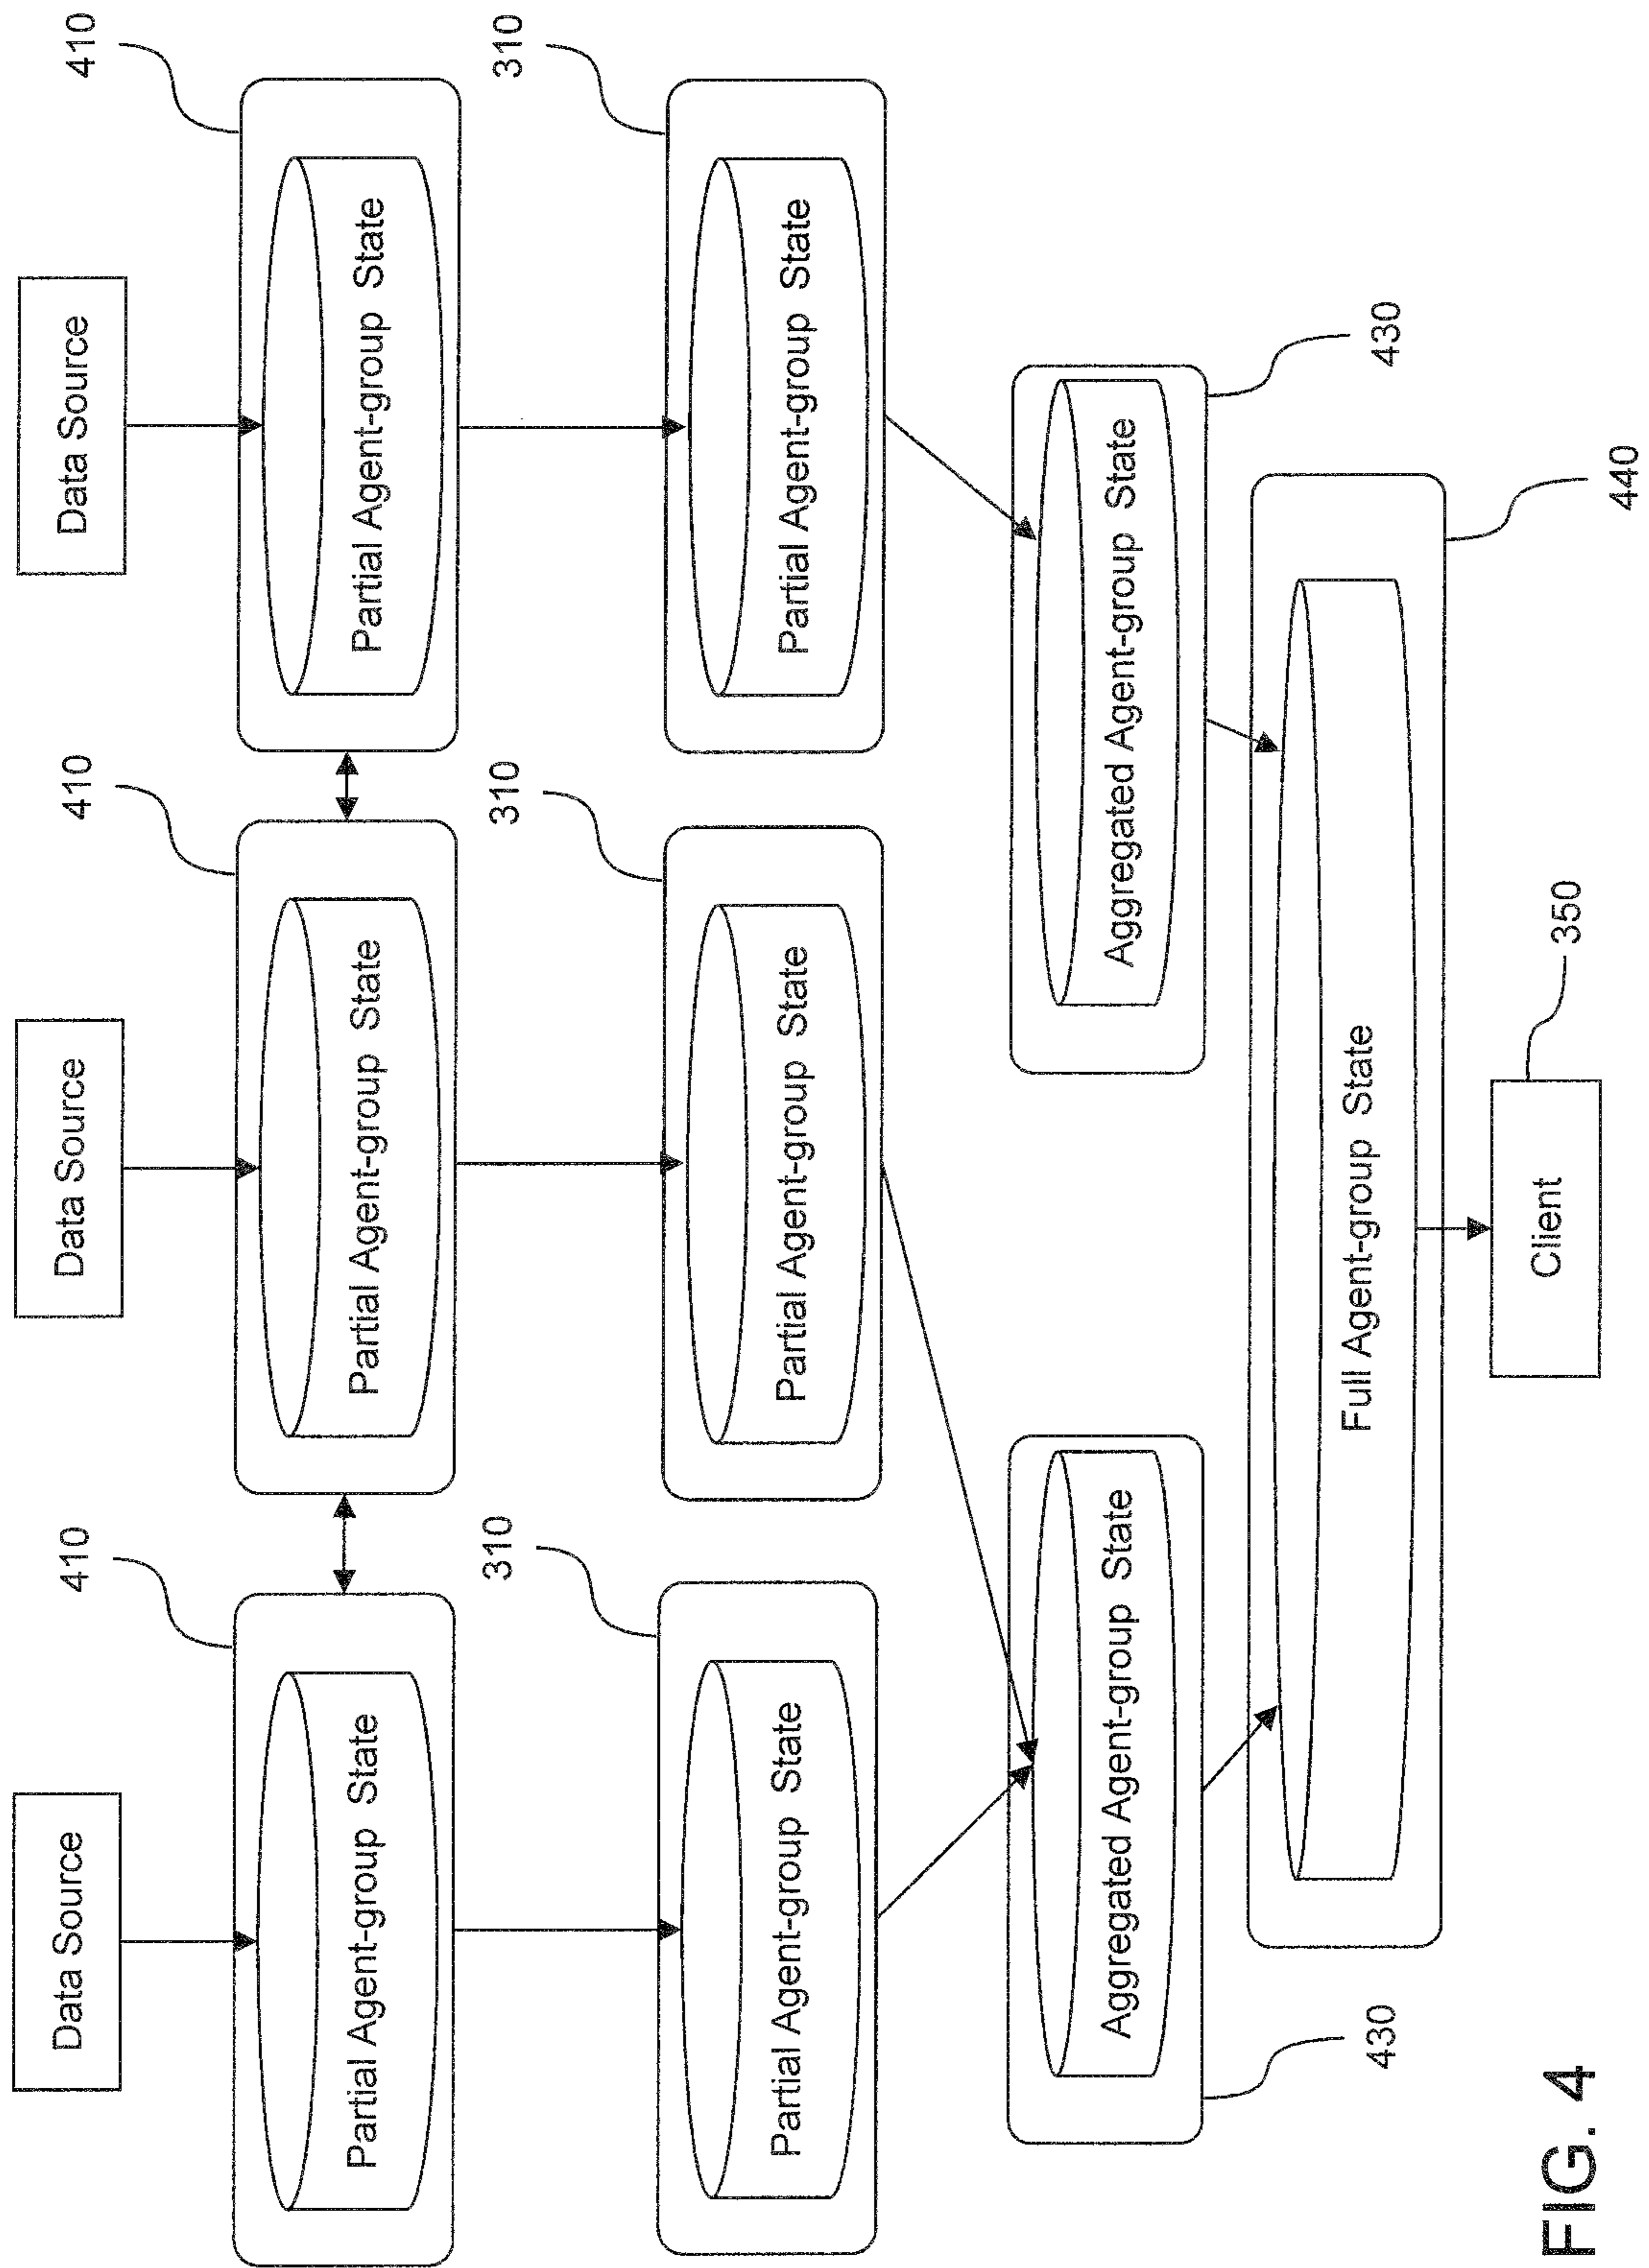 Data Source
410
Data Source
410
Data Source
410
Partial Agent-group State
Partial Agent-group State
Partial Agent-group State
310
310
310
Partial Agent-group State
Partial Agent-group State
Partial Agent-group State
Aggregated Agent-group State
Aggregated Agent-group State
430
Full Agent-group State
430
Client
350
440
FIG. 4